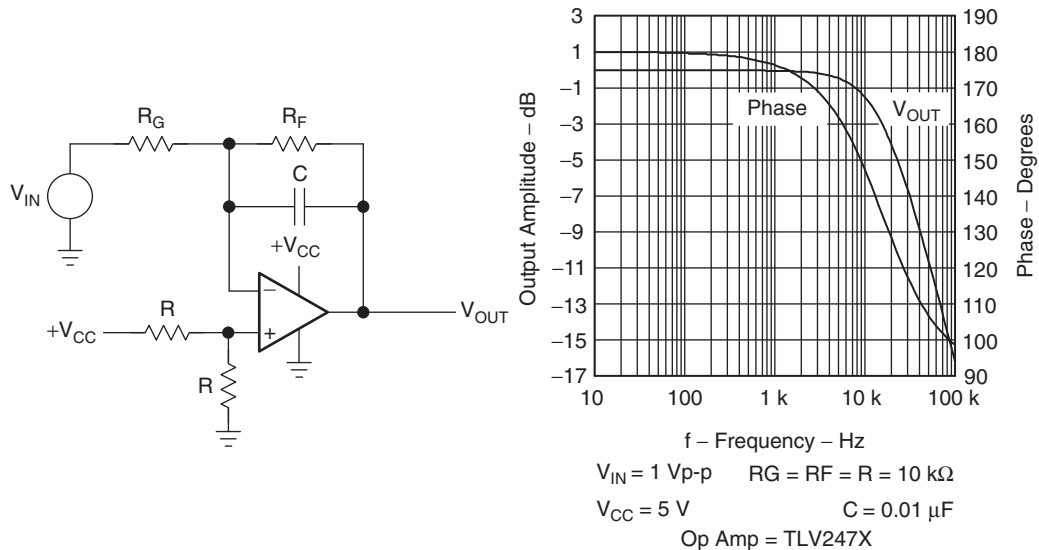 R_G
R_F
C
V_IN
+V_CC
R
+V_CC
R
V_OUT
Output Amplitude – dB
3
1
–1
–3
–5
–7
–9
–11
–13
–15
–17
Phase
V_OUT
190
180
170
160
150
140
130
120
110
100
90
Phase – Degrees
10
100
1 k
10 k
100 k
f – Frequency – Hz
V_IN = 1 Vp-p RG = RF = R = 10 kΩ
V_CC = 5 V C = 0.01 μF
Op Amp = TLV247X